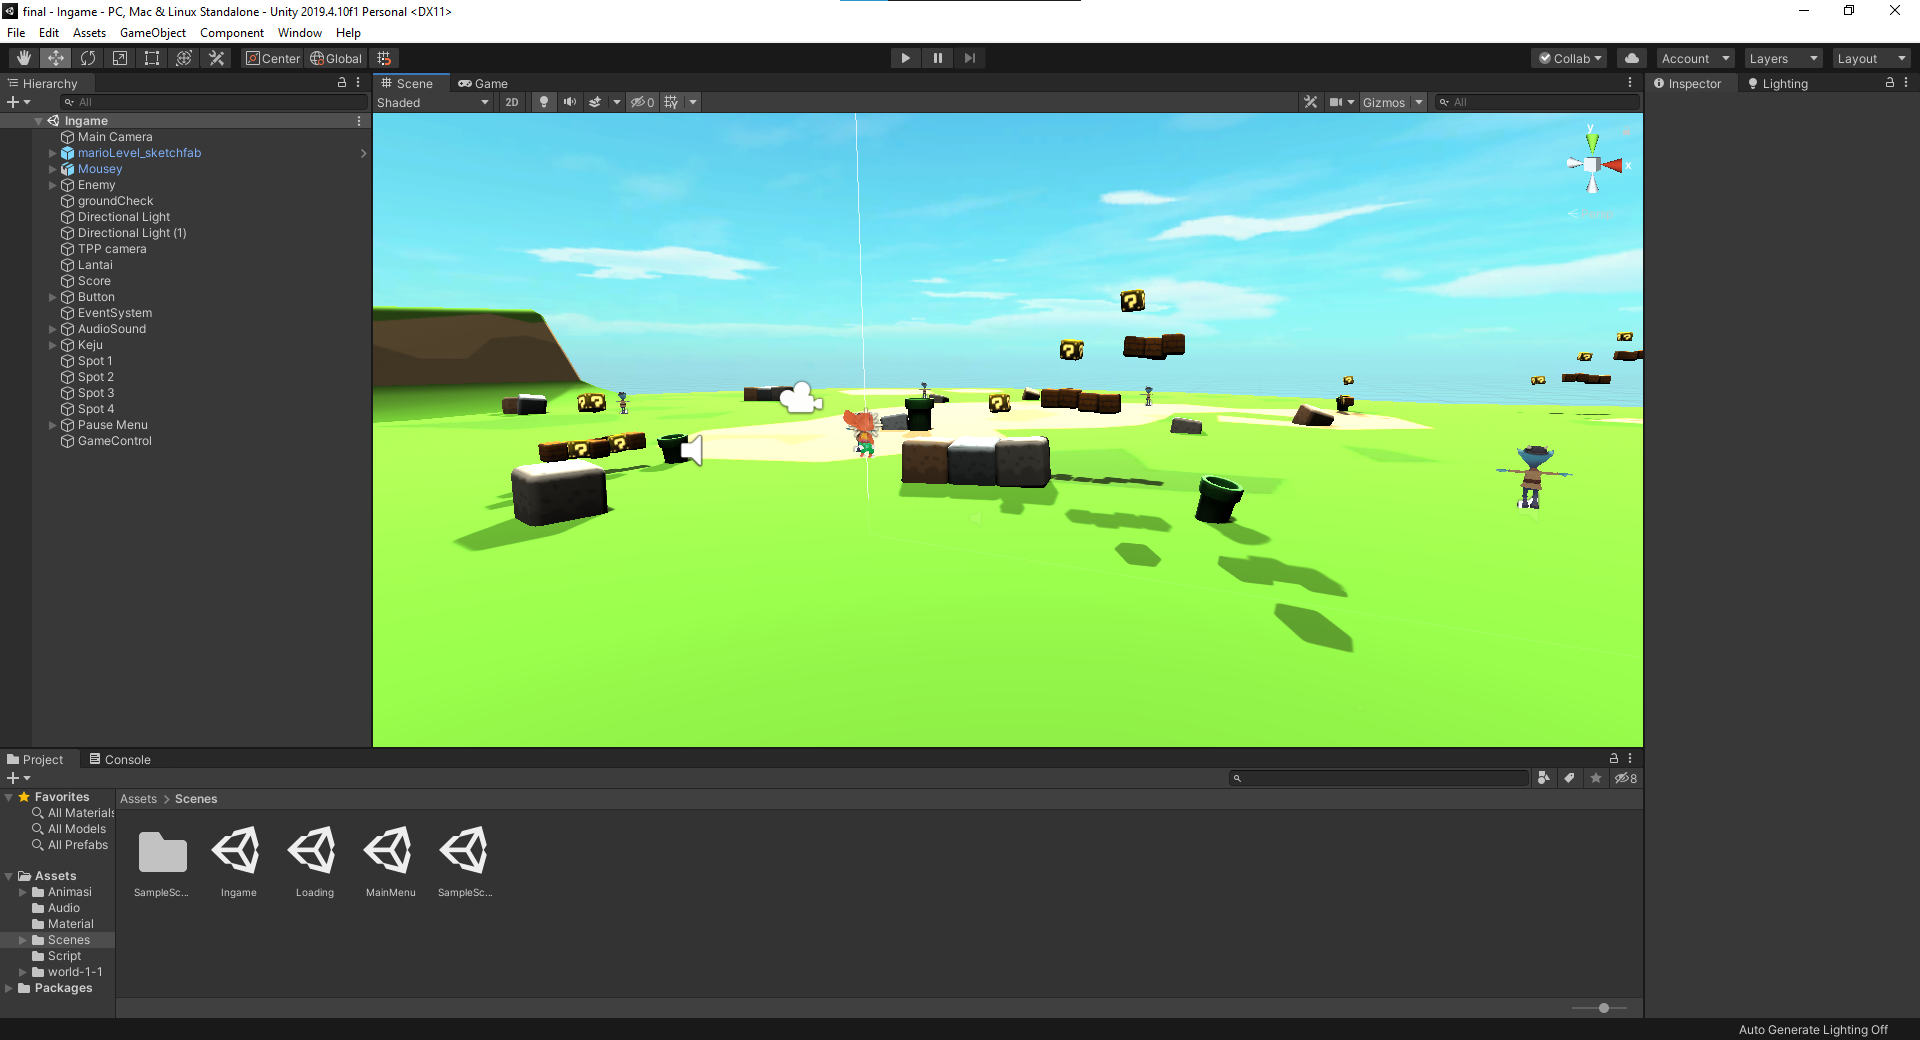 final - Ingame - PC, Mac & Linux Standalone - Unity 2019.4.10f1 Personal <DX11>
File Edit Assets GameObject Component Window Help
Center Global Collab Account Layers Layout
Hierarchy Scene Game Inspector Lighting
All Shaded 2D 0 Gizmos All
Ingame
Main Camera
marioLevel_sketchfab
Mousey
Enemy
groundCheck
Directional Light
Directional Light (1)
TPP camera
Lantai
Score
Button
EventSystem
AudioSound
Keju
Spot 1
Spot 2
Spot 3
Spot 4
Pause Menu
GameControl
y
x
Project Console
8
Favorites
All Materials
All Models
All Prefabs
Assets
Animasi
Audio
Material
Scenes
Script
world-1-1
Packages
Assets > Scenes
SampleSc... Ingame Loading MainMenu SampleSc...
Auto Generate Lighting Off